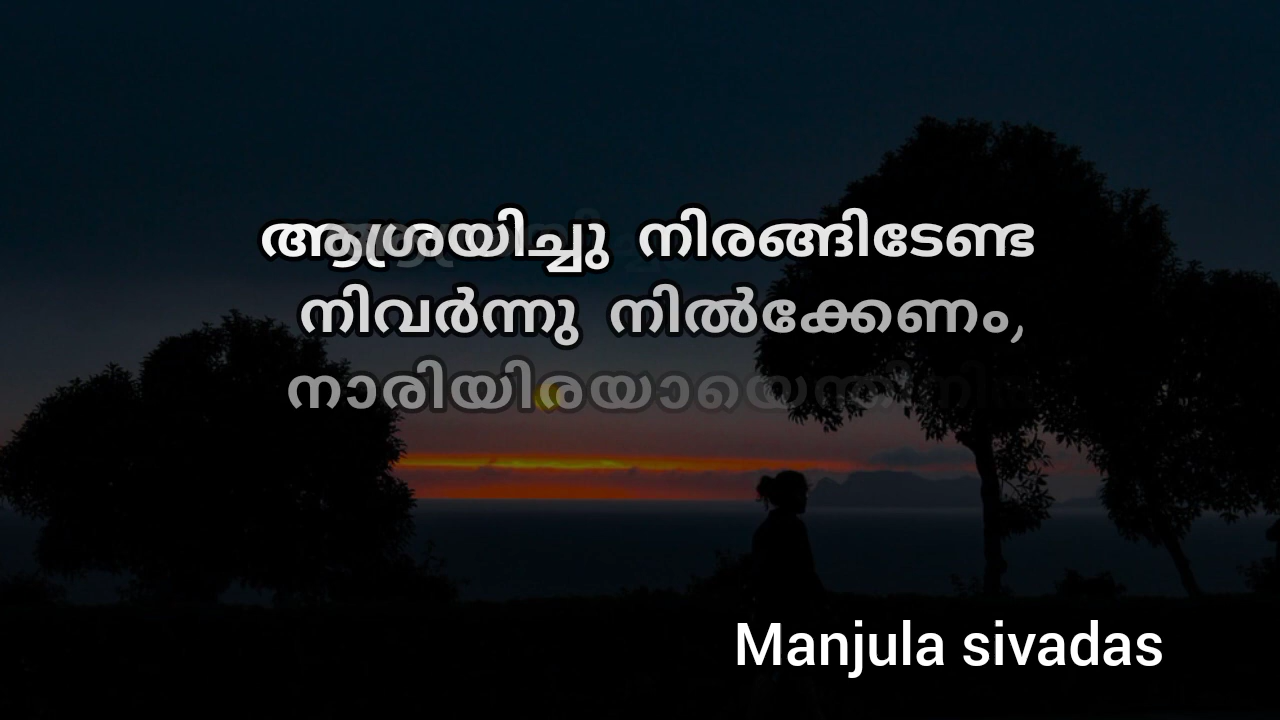 ആശ്രയിച്ചു നിരങ്ങിടേണ്ട
നിവർന്നു നിൽക്കേണം,
നാരിയിരയായെന്ന
Manjula sivadas